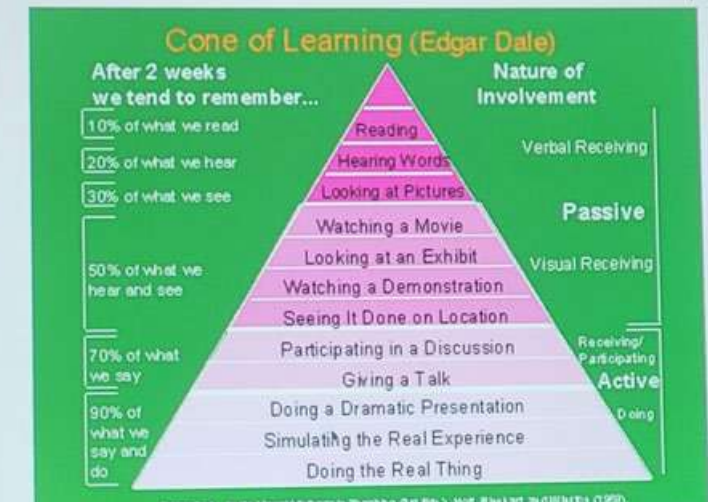 Cone of Learning (Edgar Dale)
After 2 weeks
we tend to remember...
Nature of
Involvement
10% of what we read
Reading
20% of what we hear
Hearing Words
Verbal Receiving
30% of what we see
Looking at Pictures
Passive
50% of what we
hear and see
Watching a Movie
Looking at an Exhibit
Watching a Demonstration
Seeing It Done on Location
Visual Receiving
70% of what
we say
Participating in a Discussion
Giving a Talk
Receiving/
Participating
Active
90% of
what we
say and
do
Doing a Dramatic Presentation
Simulating the Real Experience
Doing the Real Thing
Doing